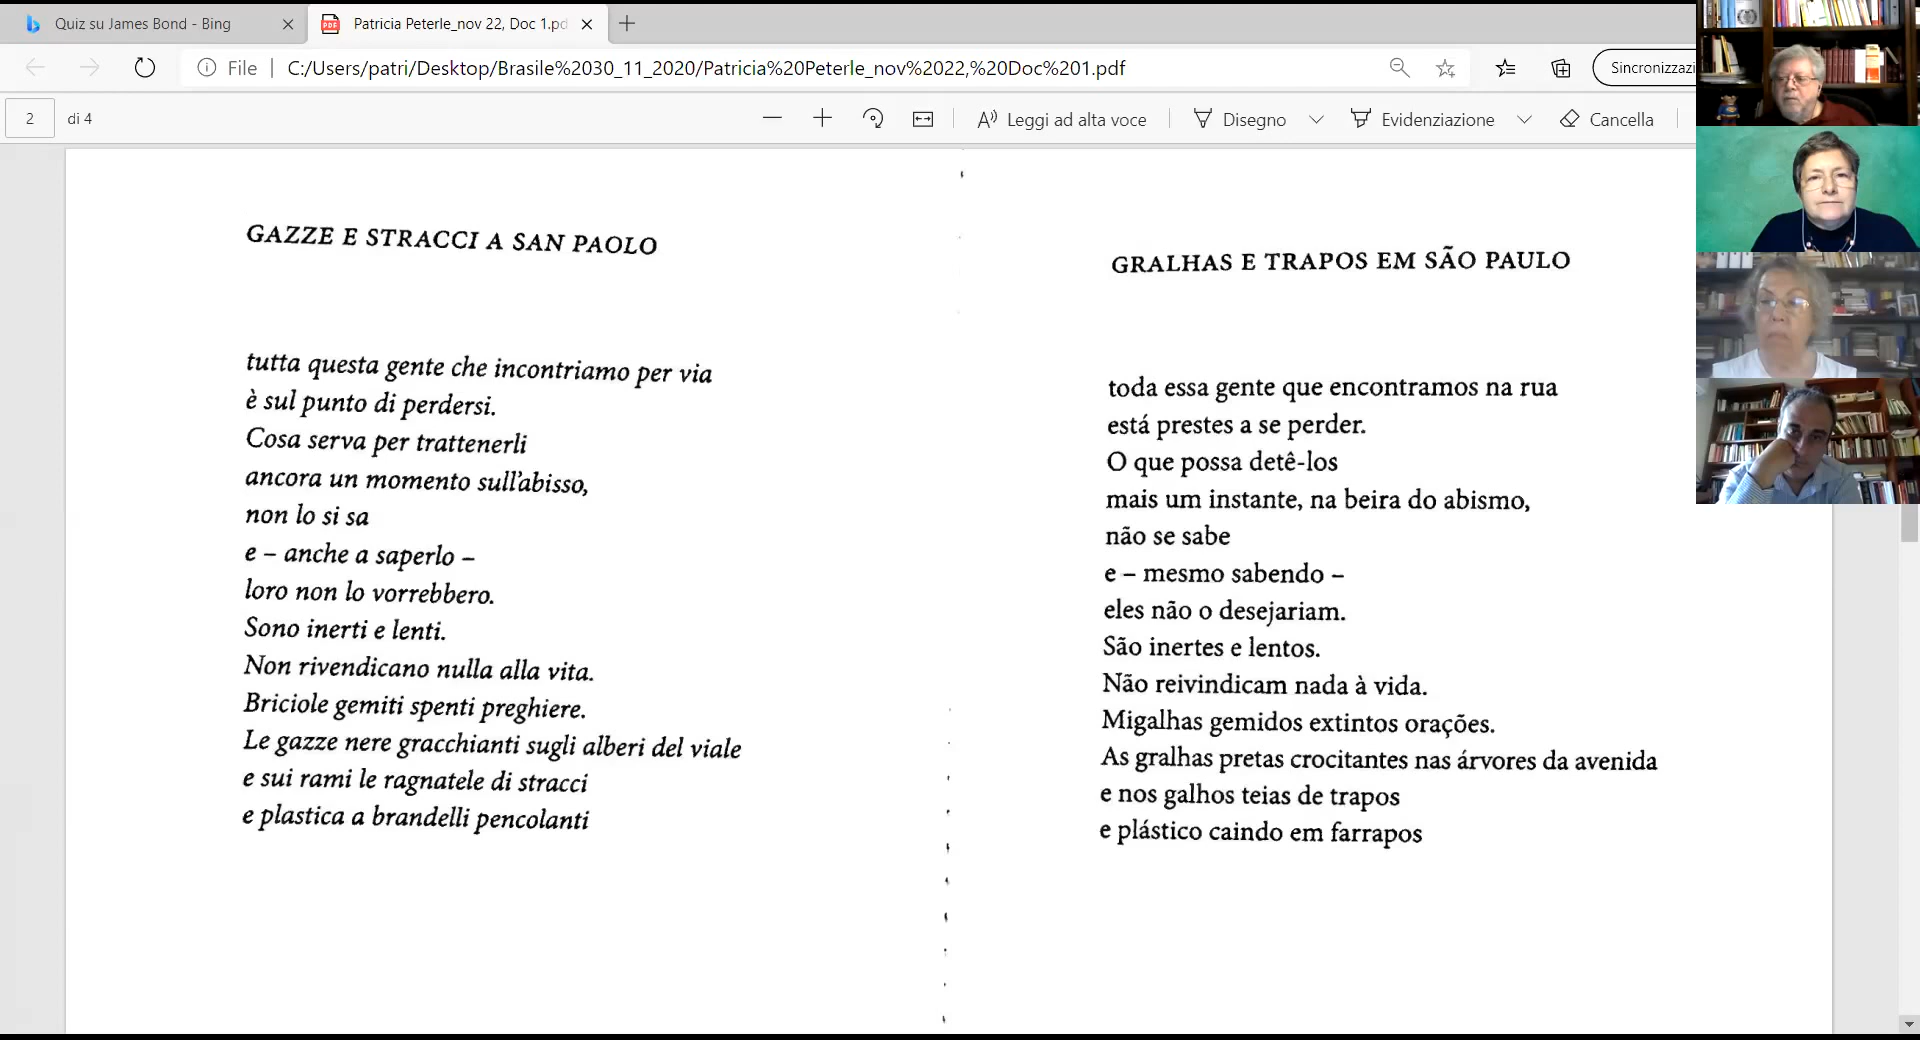 Quiz su James Bond - Bing
Patricia Peterle_nov 22, Doc 1.pd
File
C:/Users/patri/Desktop/Brasile%2030_11_2020/Patricia%20Peterle_nov%2022,%20Doc%201.pdf
Sincronizzazi
2
di 4
Leggi ad alta voce
Disegno
Evidenziazione
Cancella
GAZZE E STRACCI A SAN PAOLO
tutta questa gente che incontriamo per via
è sul punto di perdersi.
Cosa serva per trattenerli
ancora un momento sull'abisso,
non lo si sa
e – anche a saperlo –
loro non lo vorrebbero.
Sono inerti e lenti.
Non rivendicano nulla alla vita.
Briciole gemiti spenti preghiere.
Le gazze nere gracchianti sugli alberi del viale
e sui rami le ragnatele di stracci
e plastica a brandelli pencolanti
GRALHAS E TRAPOS EM SÃO PAULO
toda essa gente que encontramos na rua
está prestes a se perder.
O que possa detê-los
mais um instante, na beira do abismo,
não se sabe
e – mesmo sabendo –
eles não o desejariam.
São inertes e lentos.
Não reivindicam nada à vida.
Migalhas gemidos extintos orações.
As gralhas pretas crocitantes nas árvores da avenida
e nos galhos teias de trapos
e plástico caindo em farrapos